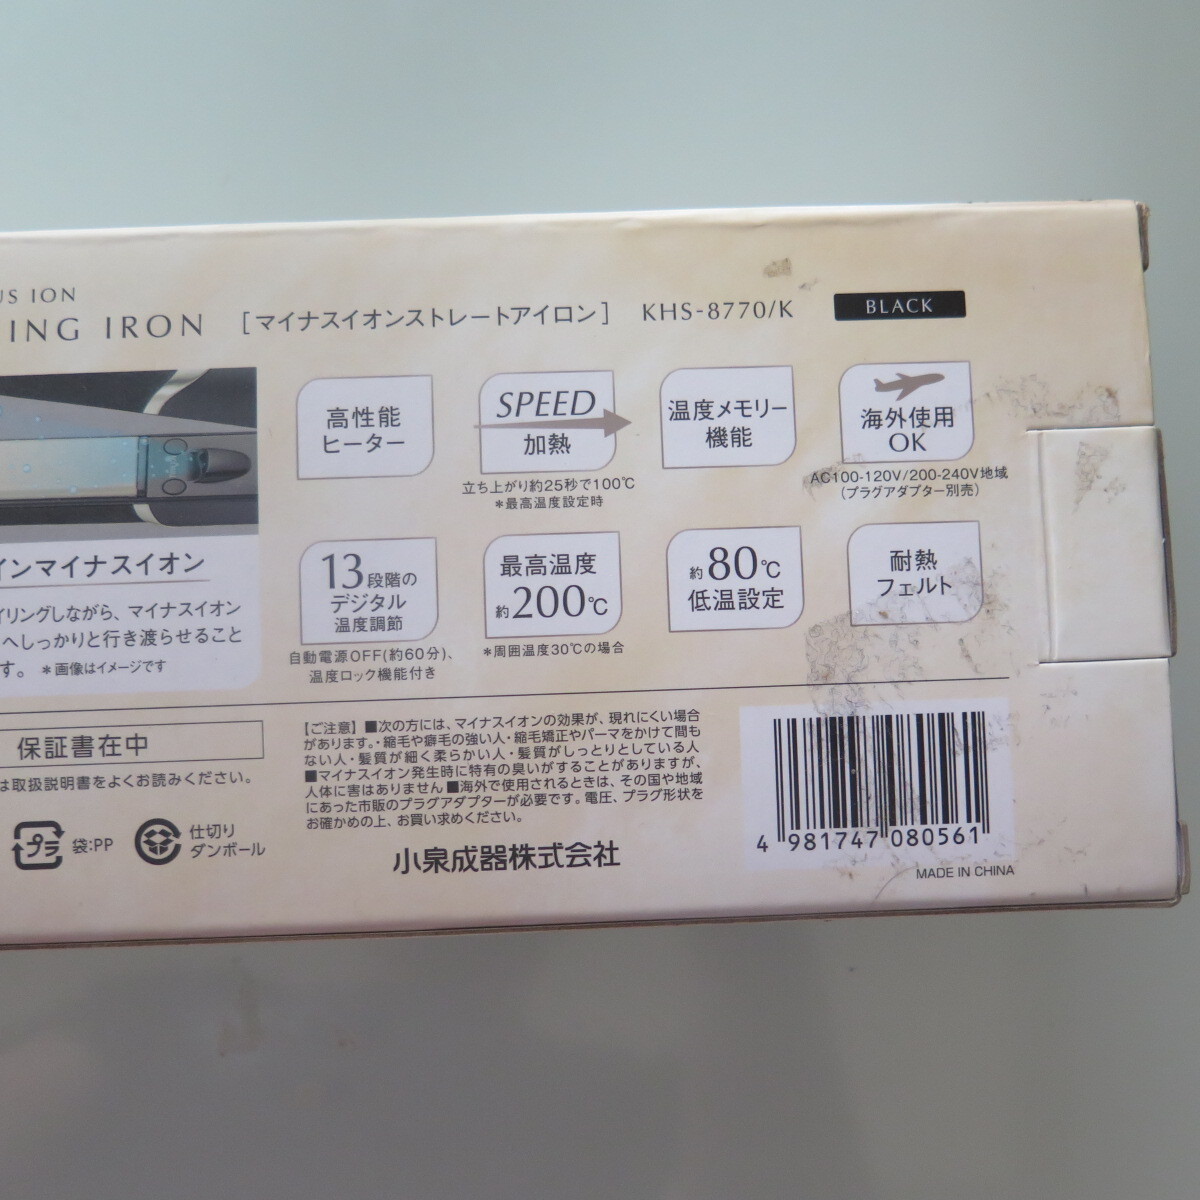 US ION
ING IRON [マイナスイオンストレートアイロン] KHS-8770/K BLACK
高性能
ヒーター
SPEED
加熱
立ち上がり約25秒で100℃
＊最高温度設定時
温度メモリー
機能
海外使用
OK
AC100-120V/200-240V地域
(プラグアダプター別売)
13段階の
デジタル
温度調節
自動電源OFF(約60分)、
温度ロック機能付き
最高温度
約200℃
＊周囲温度30℃の場合
約80℃
低温設定
耐熱
フェルト
インマイナスイオン
イリングしながら、マイナスイオン
へしっかりと行き渡らせること
す。 ＊画像はイメージです
保証書在中
は取扱説明書をよくお読みください。
プラ 袋:PP
仕切り
ダンボール
【ご注意】■次の方には、マイナスイオンの効果が、現れにくい場合
があります。・縮毛や癖毛の強い人・縮毛矯正やパーマをかけて間も
ない人・髪質が細く柔らかい人・髪質がしっとりとしている人
■マイナスイオン発生時に特有の臭いがすることがありますが、
人体に害はありません■海外で使用されるときは、その国や地域
にあった市販のプラグアダプターが必要です。電圧、プラグ形状を
お確かめの上、お買い求めください。
小泉成器株式会社
4 981747 080561
MADE IN CHINA